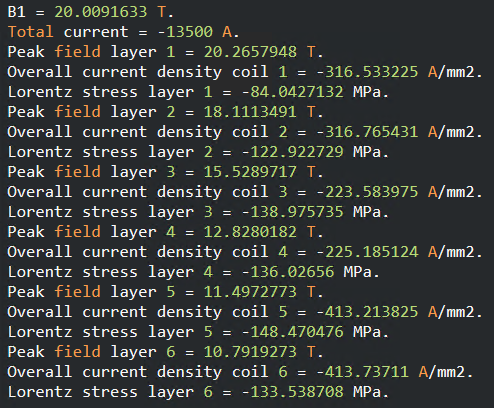 B1 = 20.0091633 T.
Total current = -13500 A.
Peak field layer 1 = 20.2657948 T.
Overall current density coil 1 = -316.533225 A/mm2.
Lorentz stress layer 1 = -84.0427132 MPa.
Peak field layer 2 = 18.1113491 T.
Overall current density coil 2 = -316.765431 A/mm2.
Lorentz stress layer 2 = -122.922729 MPa.
Peak field layer 3 = 15.5289717 T.
Overall current density coil 3 = -223.583975 A/mm2.
Lorentz stress layer 3 = -138.975735 MPa.
Peak field layer 4 = 12.8280182 T.
Overall current density coil 4 = -225.185124 A/mm2.
Lorentz stress layer 4 = -136.02656 MPa.
Peak field layer 5 = 11.4972773 T.
Overall current density coil 5 = -413.213825 A/mm2.
Lorentz stress layer 5 = -148.470476 MPa.
Peak field layer 6 = 10.7919273 T.
Overall current density coil 6 = -413.73711 A/mm2.
Lorentz stress layer 6 = -133.538708 MPa.